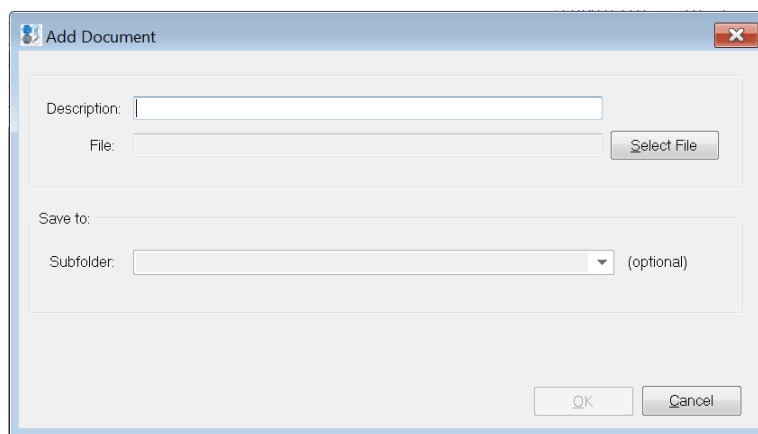 Add Document
Description:
File: Select File
Save to:
Subfolder: (optional)
OK Cancel